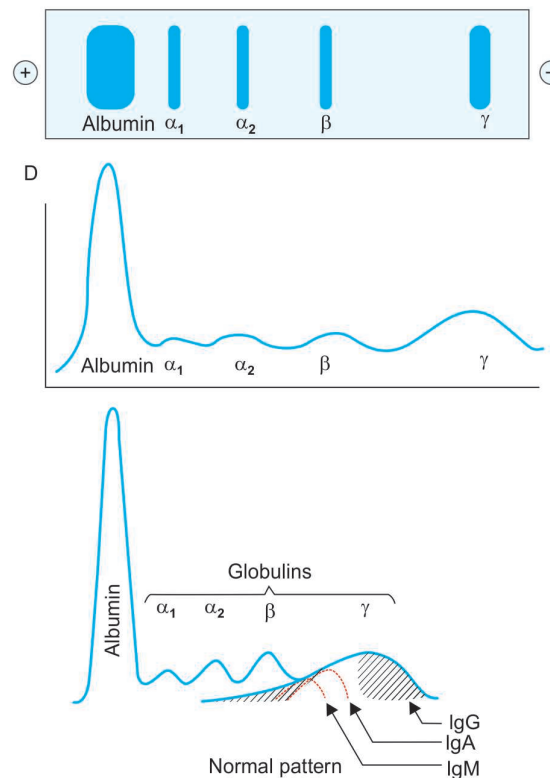 + −
Albumin α1 α2 β γ
D
Albumin α1 α2 β γ
Globulins
α1 α2 β γ
Albumin
IgG
IgA
IgM
Normal pattern